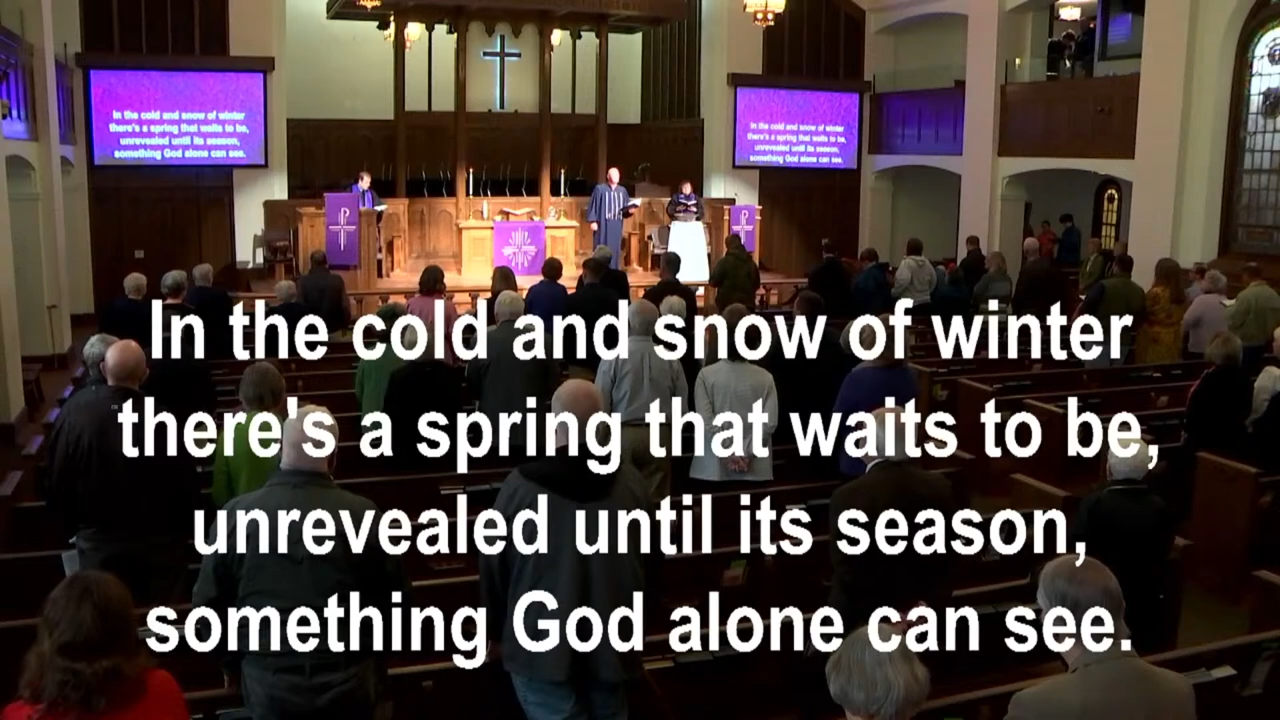 In the cold and snow of winter
there's a spring that waits to be,
unrevealed until its season,
something God alone can see.
In the cold and snow of winter
there's a spring that waits to be,
unrevealed until its season,
something God alone can see.
In the cold and snow of winter
there's a spring that waits to be,
unrevealed until its season,
something God alone can see.